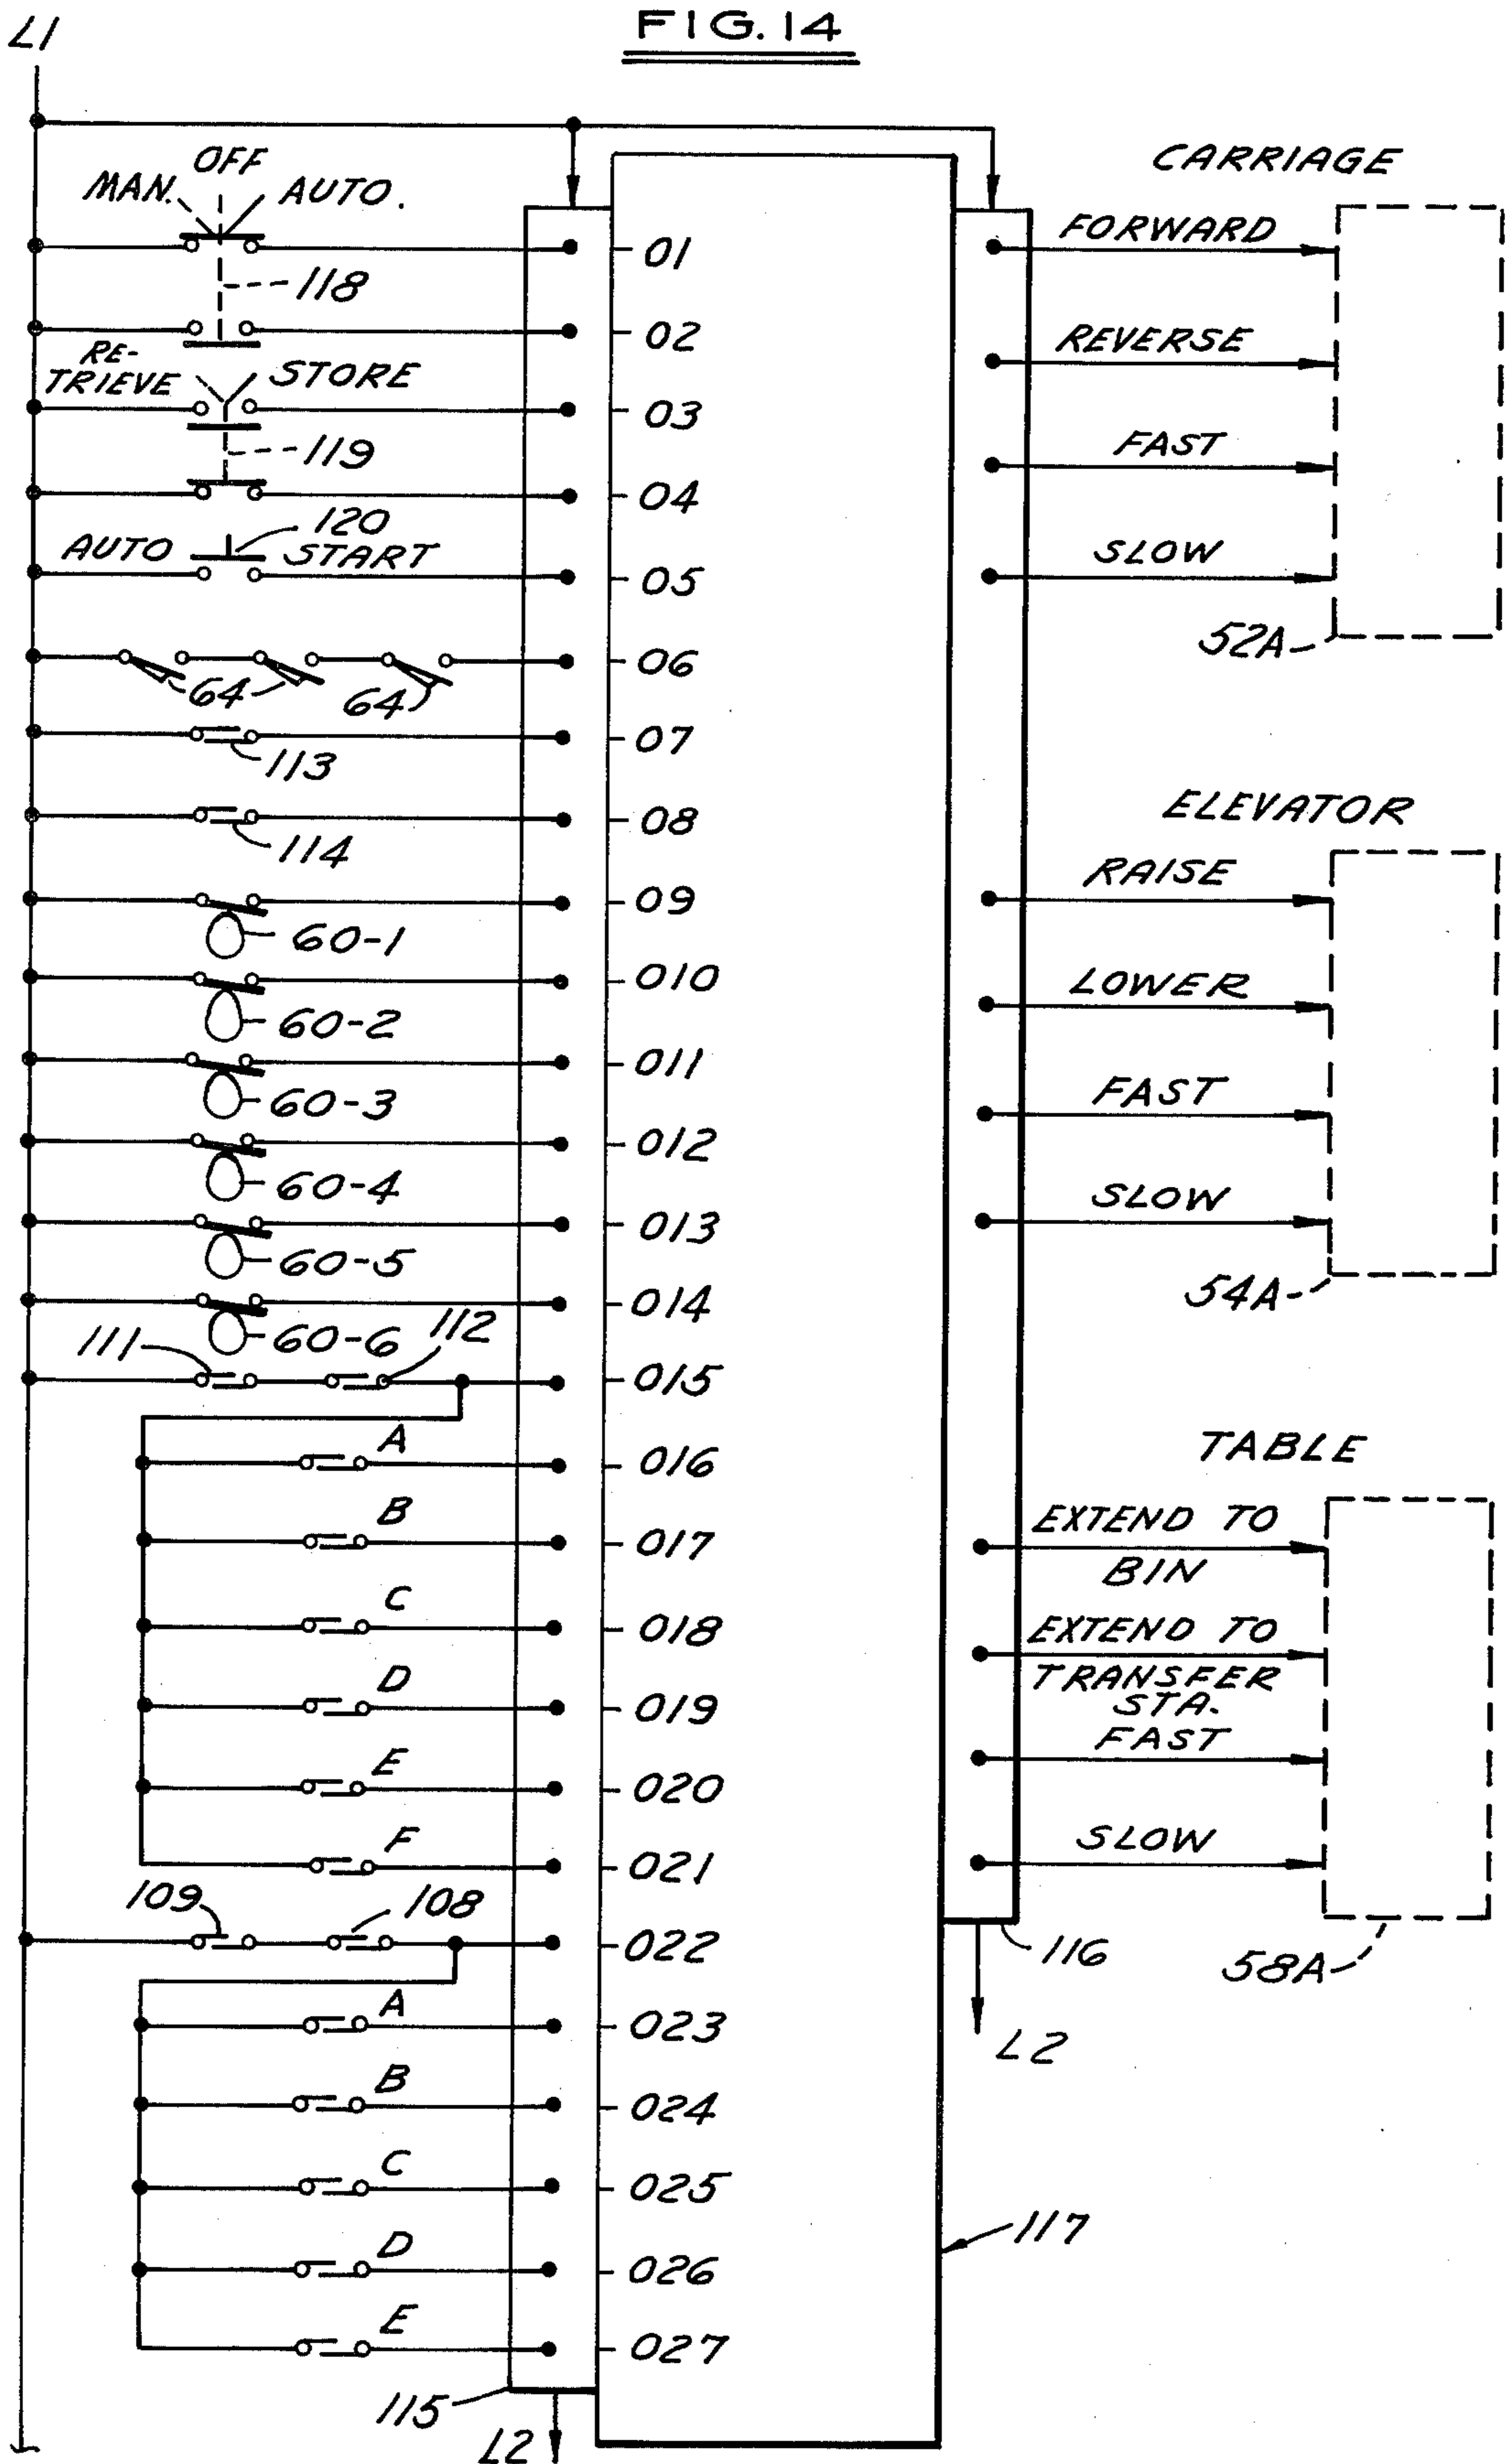 FIG. 14
L1
OFF
MAN. AUTO.
01
118
02
RE-
TRIEVE STORE
03
119
04
120
AUTO START
05
06
64 64
07
113
08
114
09
60-1
010
60-2
011
60-3
012
60-4
013
60-5
014
60-6
111 112
015
A
016
B
017
C
018
D
019
E
020
F
021
109 108
022
A
023
B
024
C
025
D
026
E
027
115
L2
117
116
L2
CARRIAGE
FORWARD
REVERSE
FAST
SLOW
52A
ELEVATOR
RAISE
LOWER
FAST
SLOW
54A
TABLE
EXTEND TO
BIN
EXTEND TO
TRANSFER
STA.
FAST
SLOW
58A